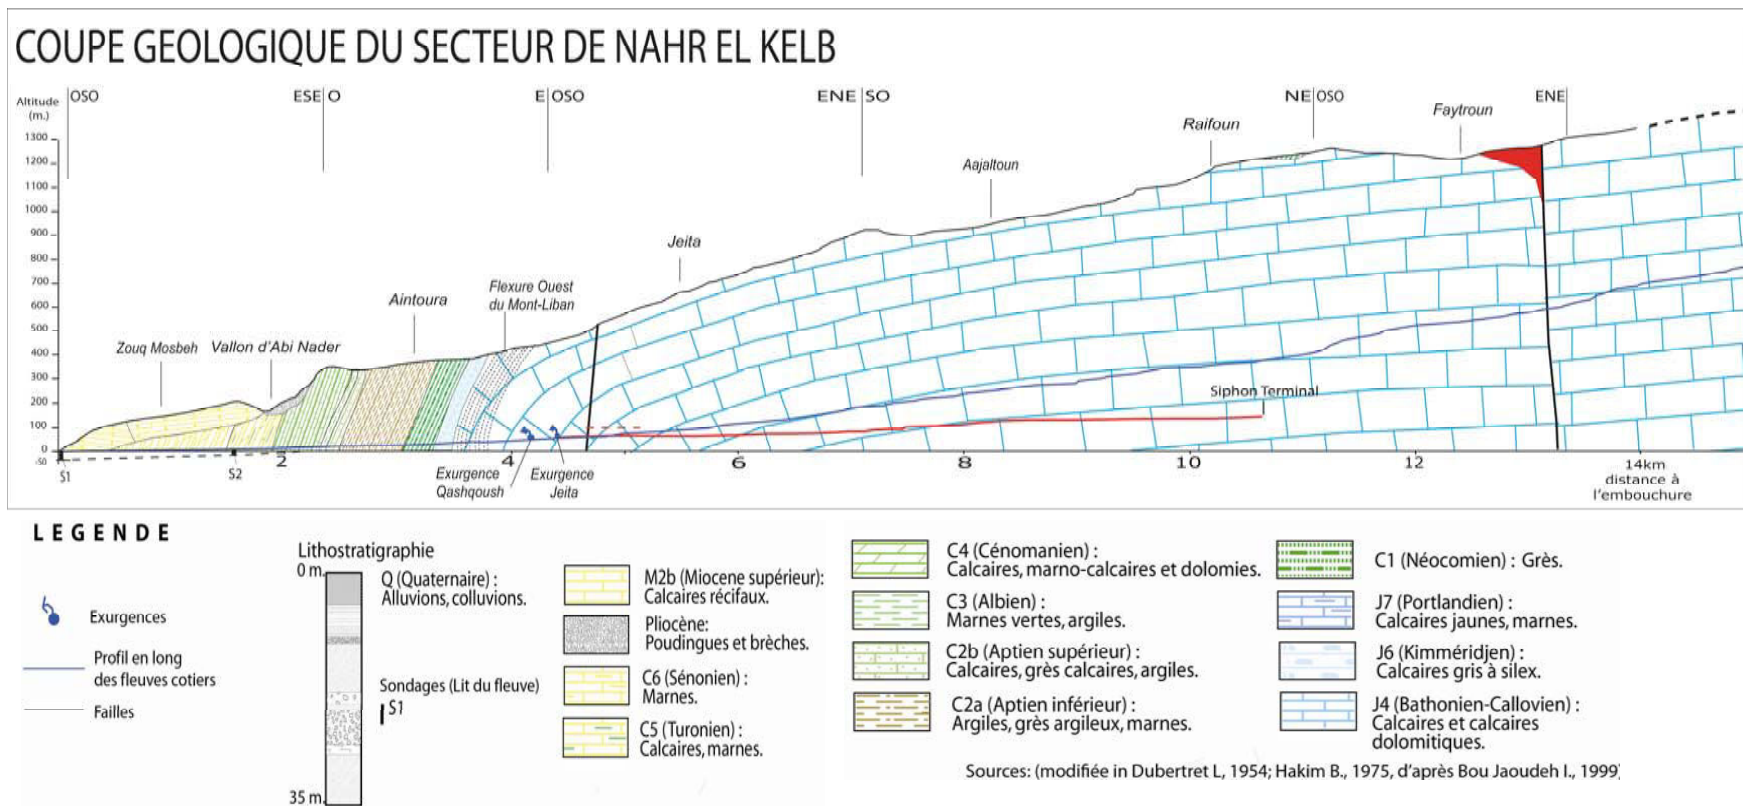 COUPE GEOLOGIQUE DU SECTEUR DE NAHR EL KELB
Altitude
(m.)
OSO
ESE O
E OSO
ENE SO
NE OSO
ENE
1300
1200
1100
1000
900
800
700
600
500
400
300
200
100
0
-50
Zouq Mosbeh
Vallon d'Abi Nader
Aintoura
Flexure Ouest
du Mont-Liban
Jeita
Aajaltoun
Raifoun
Faytroun
Siphon Terminal
S1
S2
2
4
6
8
10
12
14km
distance à
l'embouchure
Exurgence
Qashqoush
Exurgence
Jeita
LEGENDE
Exurgences
Profil en long
des fleuves cotiers
Failles
Lithostratigraphie
0 m.
35 m.
Q (Quaternaire) :
Alluvions, colluvions.
Sondages (Lit du fleuve)
S1
M2b (Miocene supérieur):
Calcaires récifaux.
Pliocène:
Poudingues et brèches.
C6 (Sénonien) :
Marnes.
C5 (Turonien) :
Calcaires, marnes.
C4 (Cénomanien) :
Calcaires, marno-calcaires et dolomies.
C3 (Albien) :
Marnes vertes, argiles.
C2b (Aptien supérieur) :
Calcaires, grès calcaires, argiles.
C2a (Aptien inférieur) :
Argiles, grès argileux, marnes.
C1 (Néocomien) : Grès.
J7 (Portlandien) :
Calcaires jaunes, marnes.
J6 (Kimméridjen) :
Calcaires gris à silex.
J4 (Bathonien-Callovien) :
Calcaires et calcaires
dolomitiques.
Sources: (modifiée in Dubertret L, 1954; Hakim B., 1975, d'après Bou Jaoudeh I., 1999)